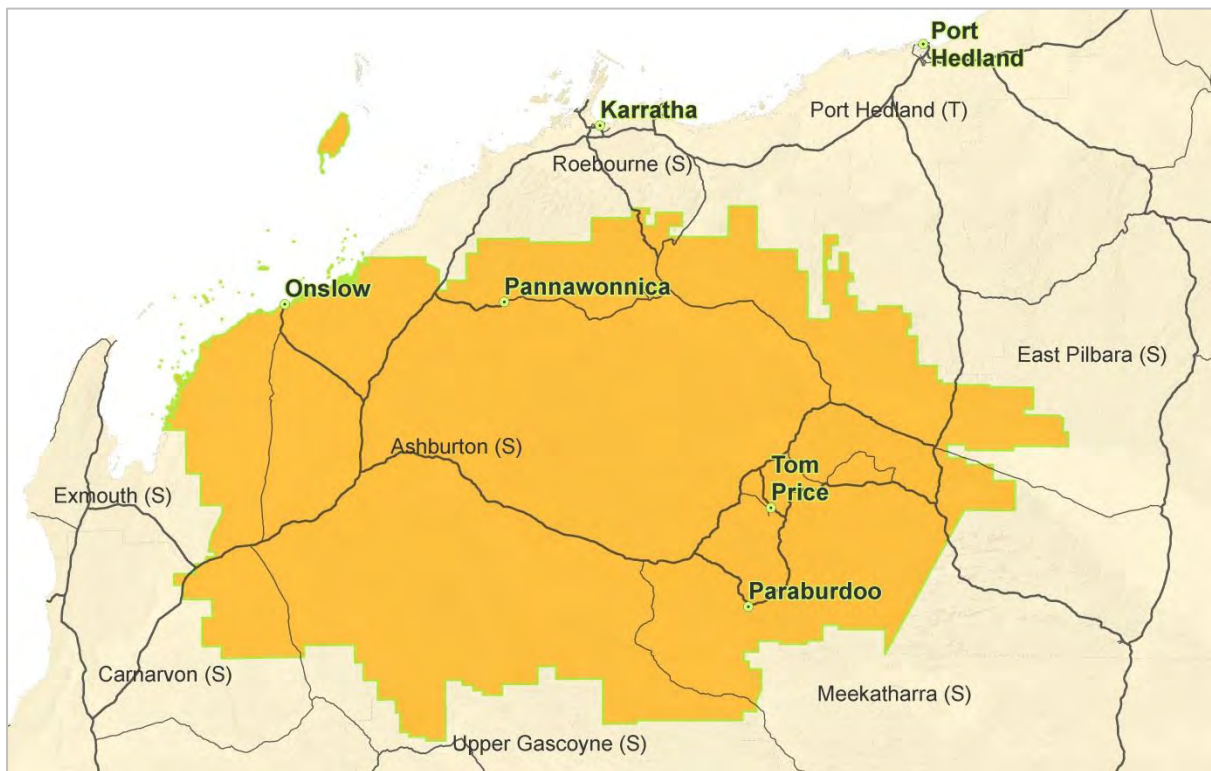 Port
Hedland
Karratha
Port Hedland (T)
Roebourne (S)
Onslow
Pannawonnica
East Pilbara (S)
Ashburton (S)
Tom
Price
Exmouth (S)
Paraburdoo
Carnarvon (S)
Meekatharra (S)
Upper Gascoyne (S)